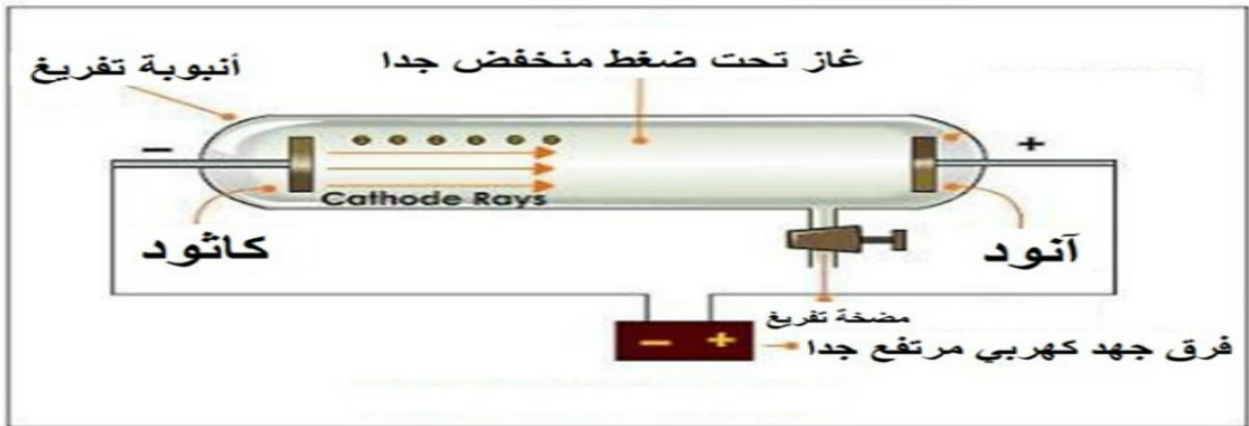 غاز تحت ضغط منخفض جدا
أنبوبة تفريغ
−
+
Cathode Rays
كاثود
آنود
مضخة تفريغ
− +
فرق جهد كهربي مرتفع جدا